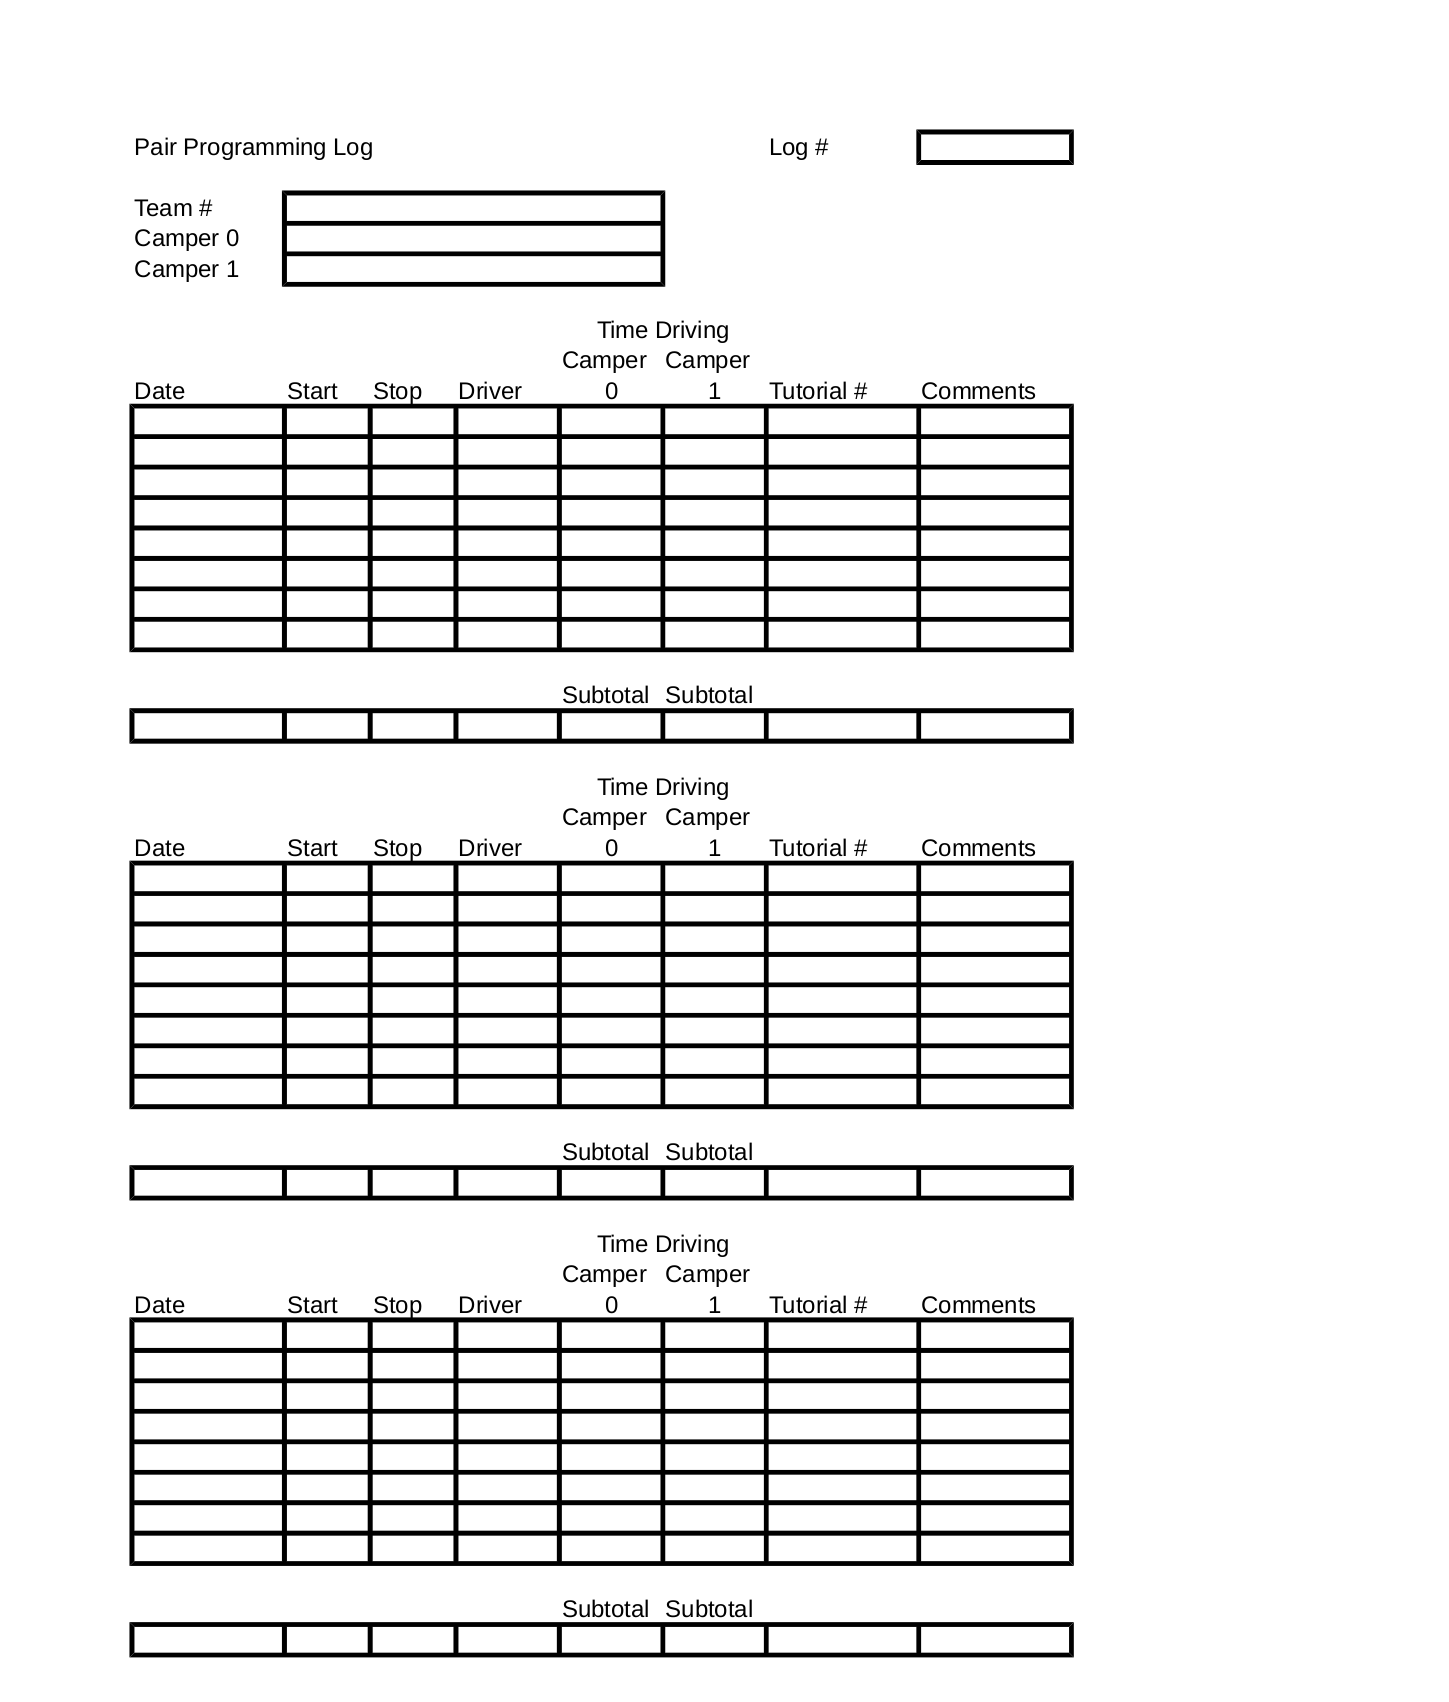 Pair Programming Log Log #
Team #
Camper 0
Camper 1
Time Driving
Camper Camper
Date Start Stop Driver 0 1 Tutorial # Comments
Subtotal Subtotal
Time Driving
Camper Camper
Date Start Stop Driver 0 1 Tutorial # Comments
Subtotal Subtotal
Time Driving
Camper Camper
Date Start Stop Driver 0 1 Tutorial # Comments
Subtotal Subtotal